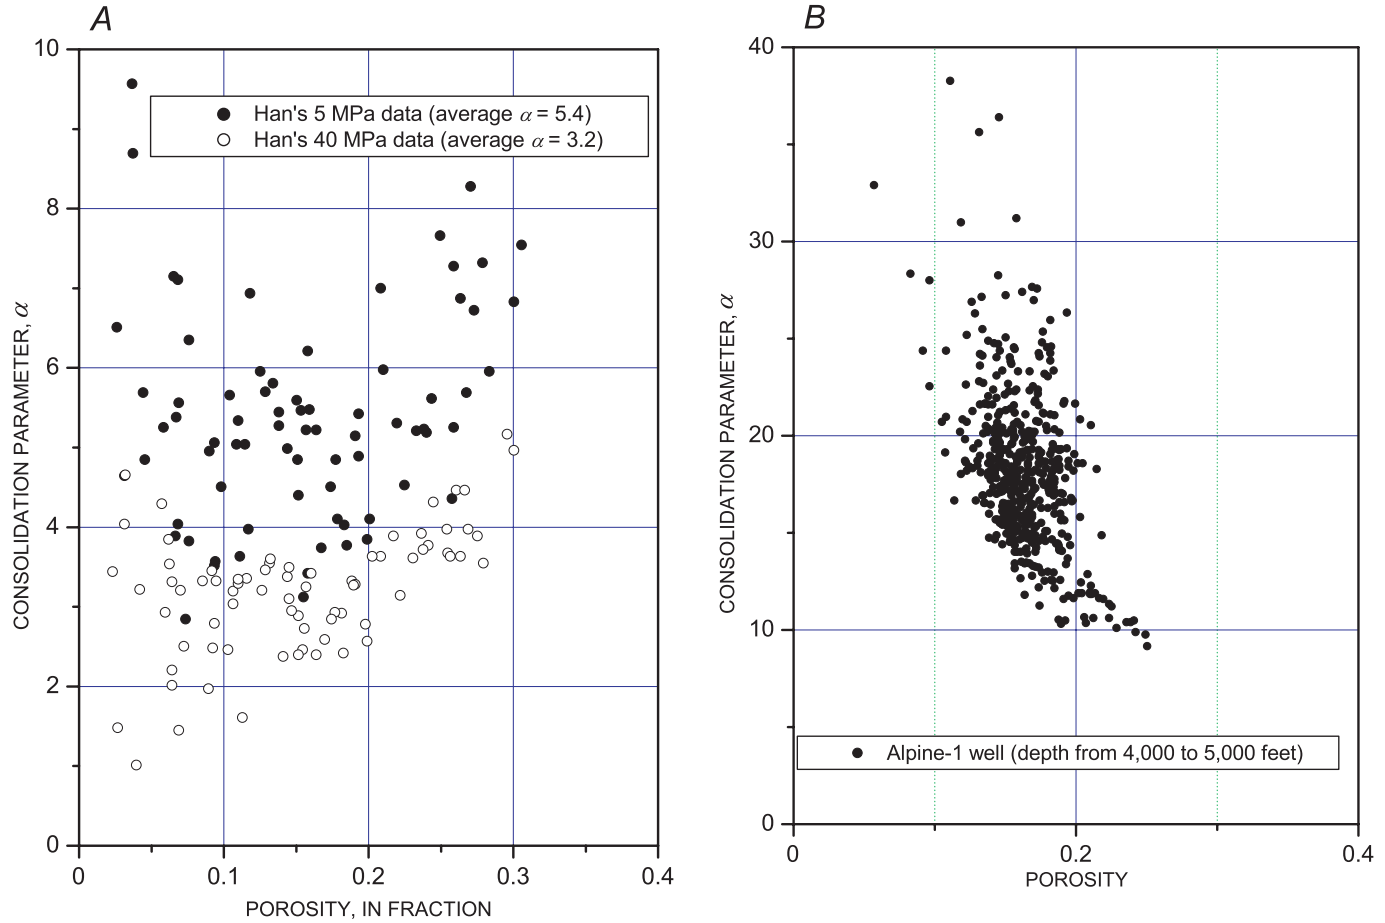 A
10
8
6
4
2
0
CONSOLIDATION PARAMETER, α
Han's 5 MPa data (average α = 5.4)
Han's 40 MPa data (average α = 3.2)
0 0.1 0.2 0.3 0.4
POROSITY, IN FRACTION
B
40
30
20
10
0
CONSOLIDATION PARAMETER, α
Alpine-1 well (depth from 4,000 to 5,000 feet)
0 0.2 0.4
POROSITY